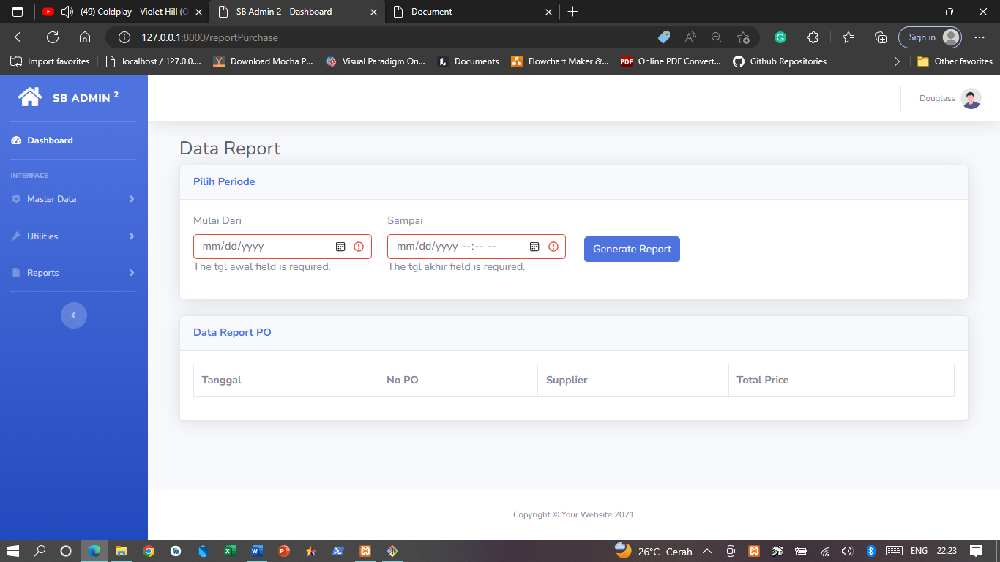 (49) Coldplay - Violet Hill (O
SB Admin 2 - Dashboard
Document
127.0.0.1:8000/reportPurchase
Sign in
Import favorites
localhost / 127.0.0....
Download Mocha P...
Visual Paradigm On...
Documents
Flowchart Maker &...
PDF
Online PDF Convert...
Github Repositories
Other favorites
SB ADMIN 2
Douglass
Dashboard
INTERFACE
Master Data
Utilities
Reports
Data Report
Pilih Periode
Mulai Dari
Sampai
mm/dd/yyyy
mm/dd/yyyy --:-- --
Generate Report
The tgl awal field is required.
The tgl akhir field is required.
Data Report PO
Tanggal
No PO
Supplier
Total Price
Copyright © Your Website 2021
26°C Cerah
ENG
22.23